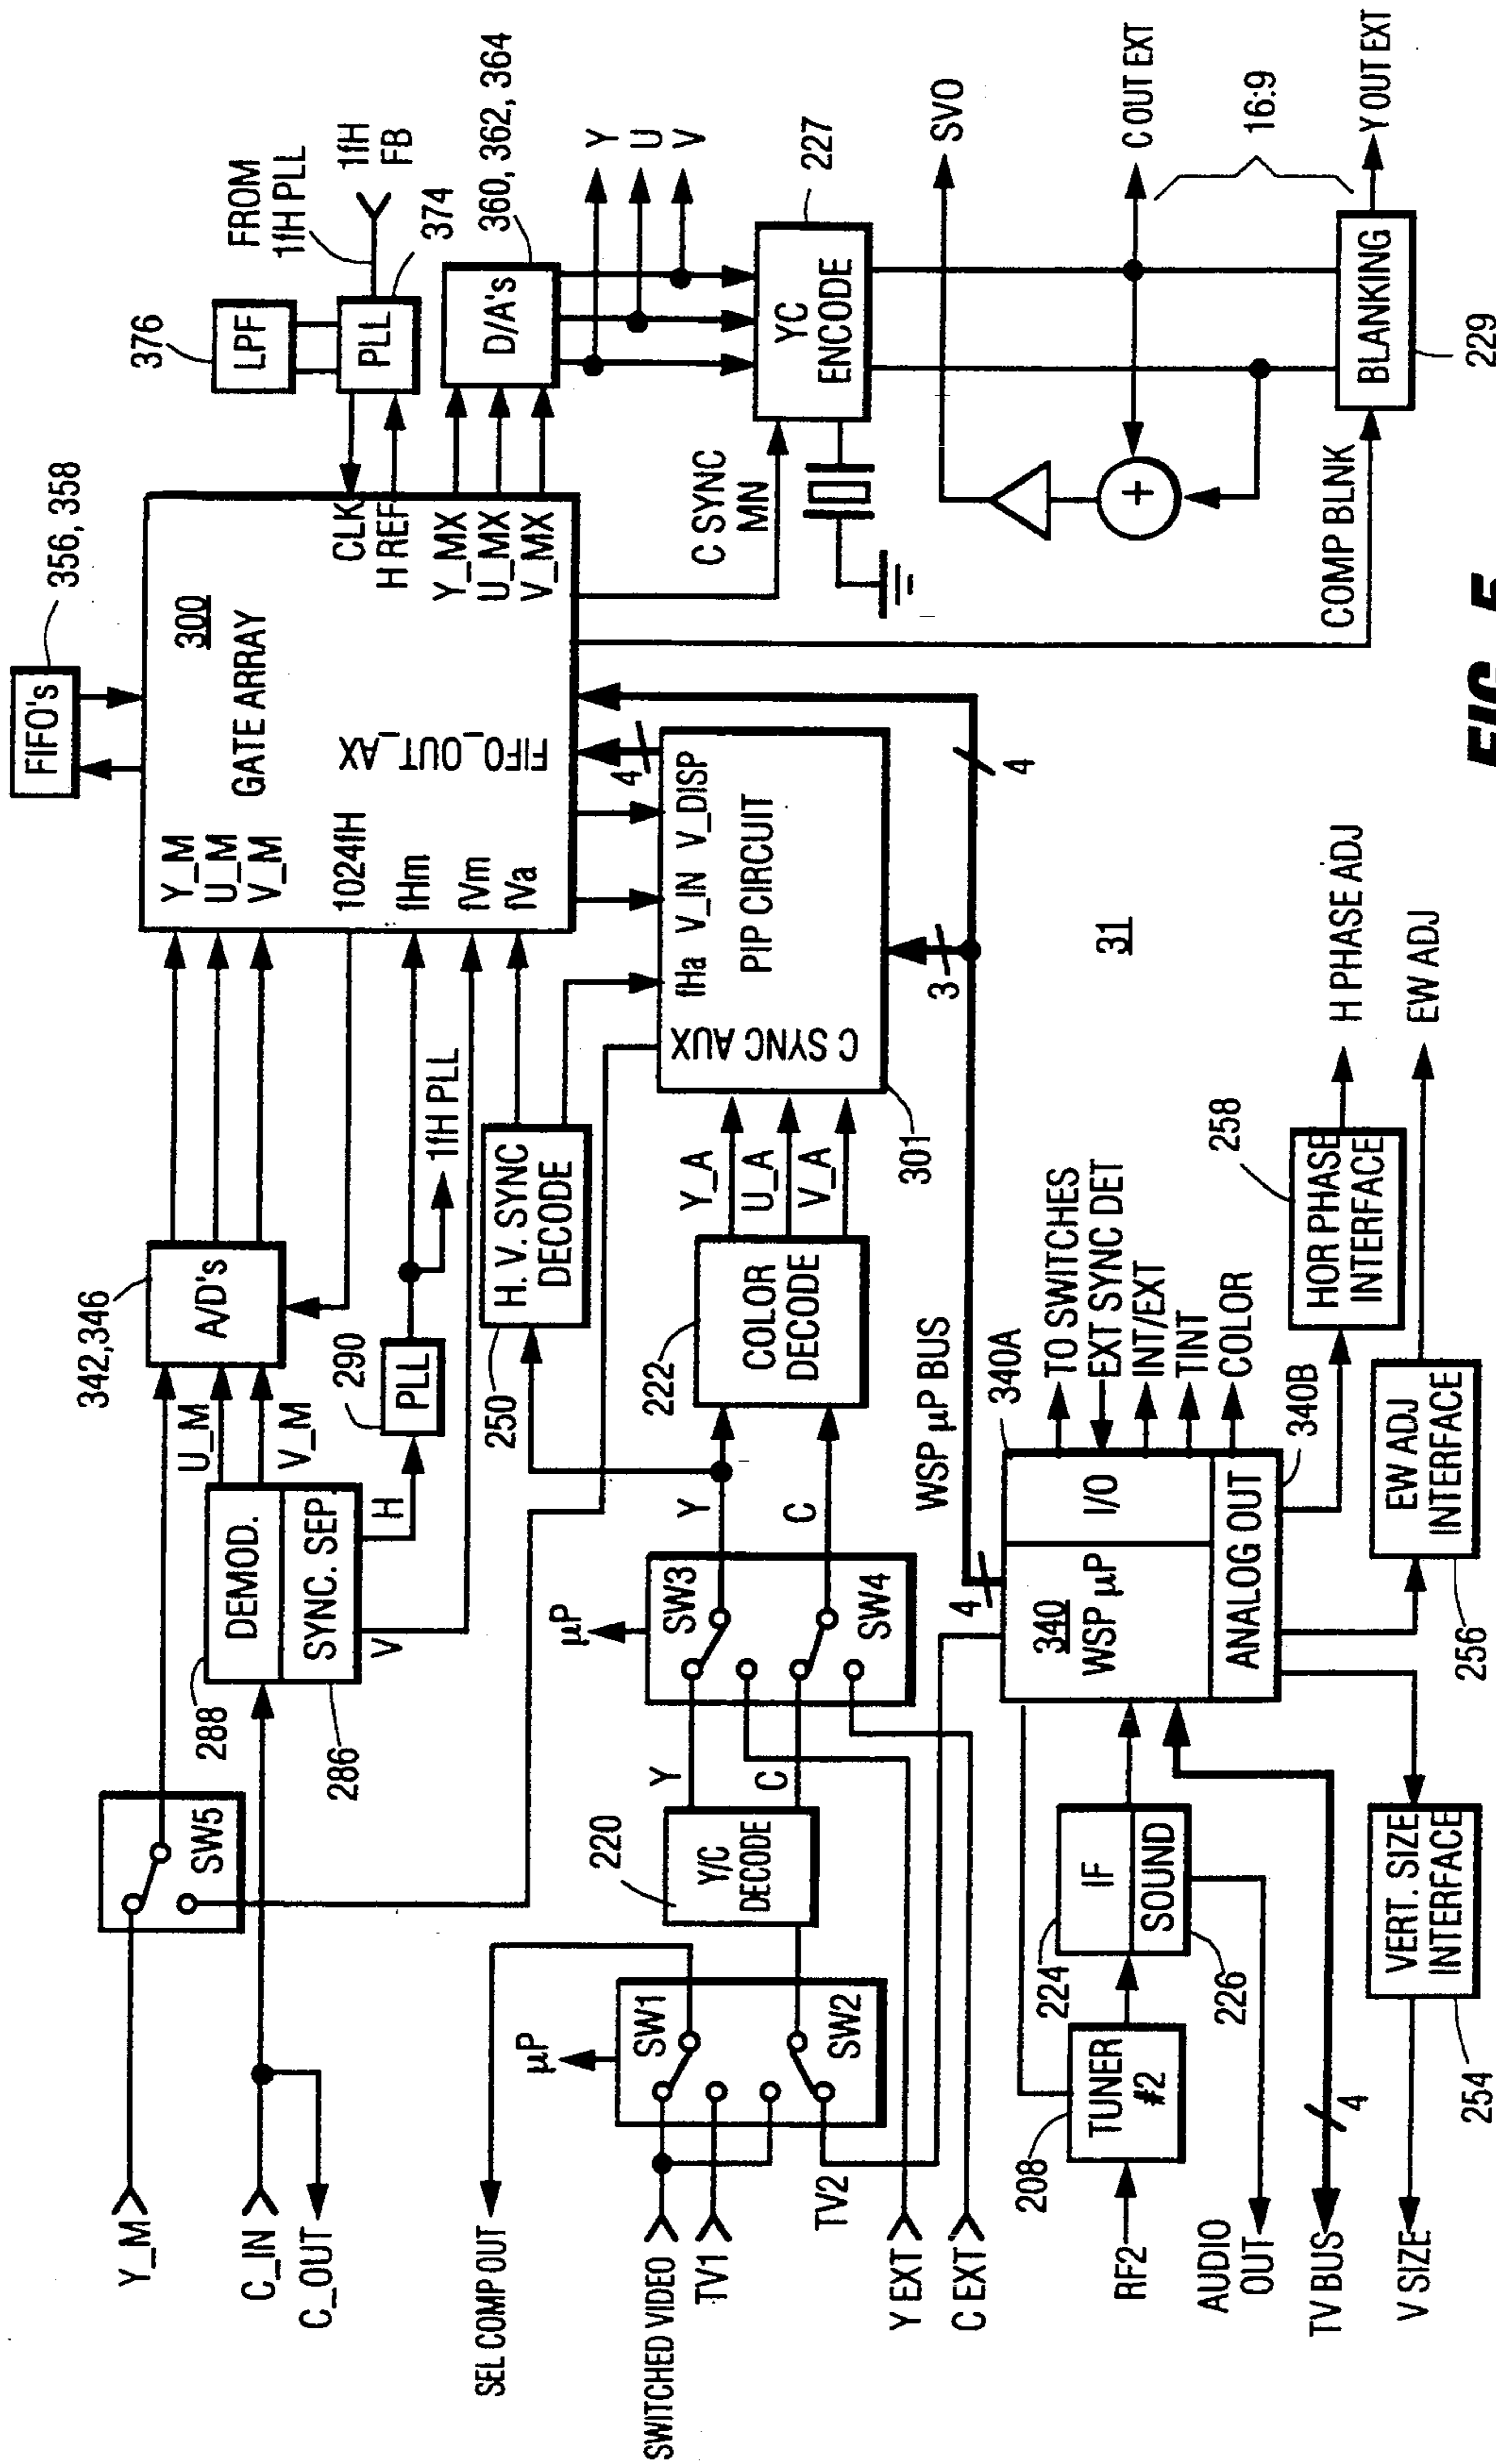 Y_M
C_IN
C_OUT
SEL COMP OUT
SWITCHED VIDEO
TV1
TV2
Y EXT
C EXT
RF2
AUDIO
OUT
TV BUS
V SIZE
SW5
288
DEMOD.
SYNC. SEP.
286
U_M
V_M
H
V
342,346
A/D's
290
PLL
1fH PLL
µP
SW1
SW2
220
Y/C
DECODE
Y
C
µP
SW3
SW4
Y
C
250
H. V. SYNC
DECODE
222
COLOR
DECODE
Y_A
U_A
V_A
301
fHa
V_IN
V_DISP
PIP CIRCUIT
C SYNC AUX
3
4
4
FIFO's
356, 358
Y_M
U_M
V_M
1024fH
fHm
fVm
fVa
300
GATE ARRAY
FIFO_OUT_AX
CLK
H REF
Y_MX
U_MX
V_MX
376
LPF
PLL
374
FROM
1fH PLL
1fH
FB
D/A's
360, 362, 364
Y
U
V
C SYNC
MN
YC
ENCODE
227
SVO
+
C OUT EXT
16:9
COMP BLNK
BLANKING
229
Y OUT EXT
208
TUNER
#2
224
IF
SOUND
226
4
254
VERT. SIZE
INTERFACE
4
WSP µP BUS
340
WSP µP
I/O
ANALOG OUT
340A
340B
TO SWITCHES
EXT SYNC DET
INT/EXT
TINT
COLOR
256
EW ADJ
INTERFACE
EW ADJ
258
HOR PHASE
INTERFACE
H PHASE ADJ
31
FIG. 5